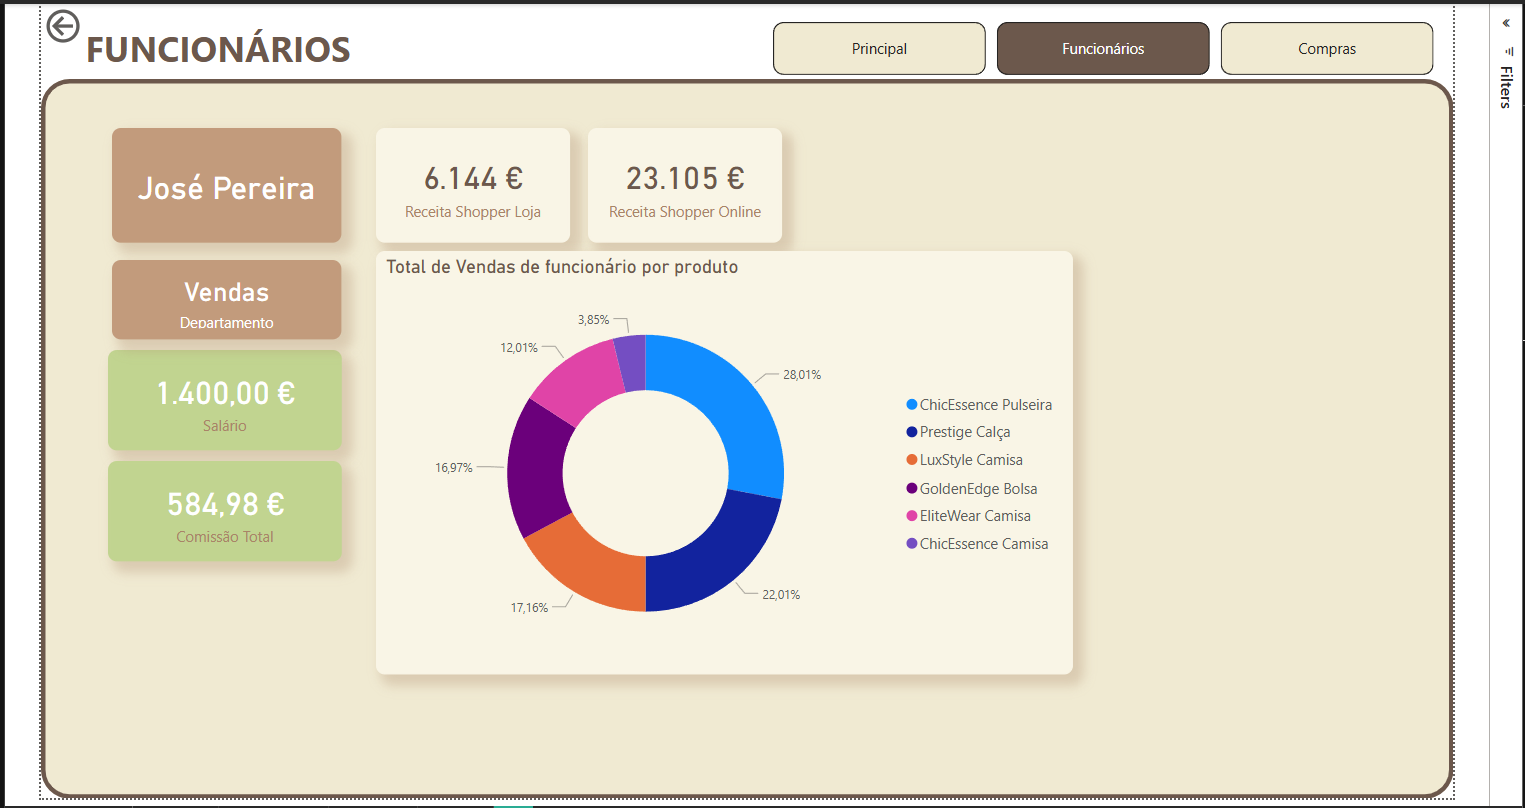 FUNCIONÁRIOS
Principal
Funcionários
Compras
Filters
José Pereira
6.144 €
Receita Shopper Loja
23.105 €
Receita Shopper Online
Vendas
Departamento
1.400,00 €
Salário
584,98 €
Comissão Total
Total de Vendas de funcionário por produto
3,85%
12,01%
28,01%
16,97%
17,16%
22,01%
ChicEssence Pulseira
Prestige Calça
LuxStyle Camisa
GoldenEdge Bolsa
EliteWear Camisa
ChicEssence Camisa